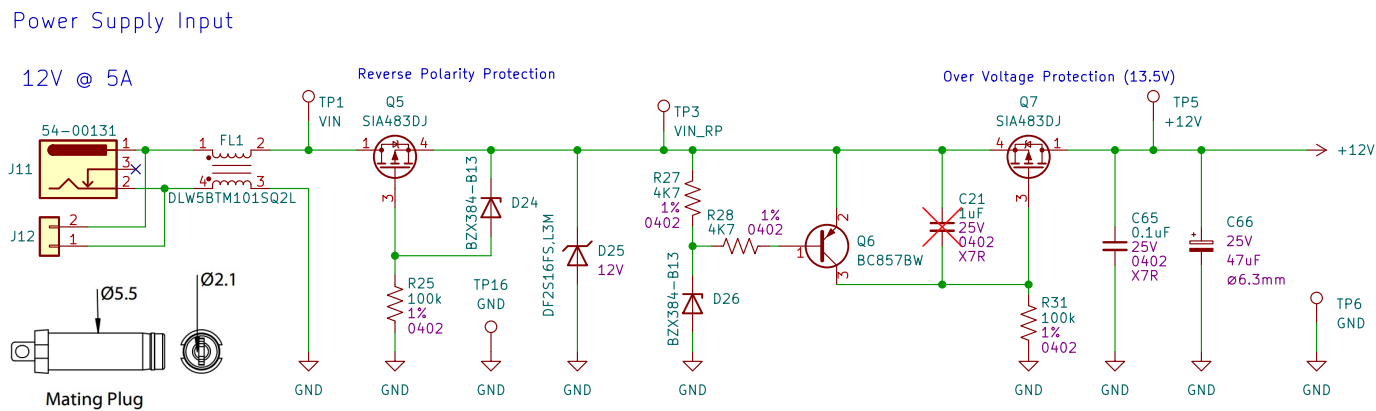 Power Supply Input
12V @ 5A
Reverse Polarity Protection
Over Voltage Protection (13.5V)
54-00131
J11
1
3
2
J12
2
1
FL1
1
2
4
3
DLW5BTM101SQ2L
TP1
VIN
Q5
SIA483DJ
1
4
3
BZX384-B13
D24
R25
100k
1%
0402
TP16
GND
DF2S16FS,L3M
D25
12V
TP3
VIN_RP
R27
4K7
1%
0402
R28
4K7
1%
0402
BZX384-B13
D26
1
2
3
Q6
BC857BW
C21
1uF
25V
0402
X7R
Q7
SIA483DJ
4
1
3
R31
100k
1%
0402
TP5
+12V
+12V
C65
0.1uF
25V
0402
X7R
+
C66
25V
47uF
ø6.3mm
TP6
GND
Ø5.5
Ø2.1
Mating Plug
GND
GND
GND
GND
GND
GND
GND
GND
GND